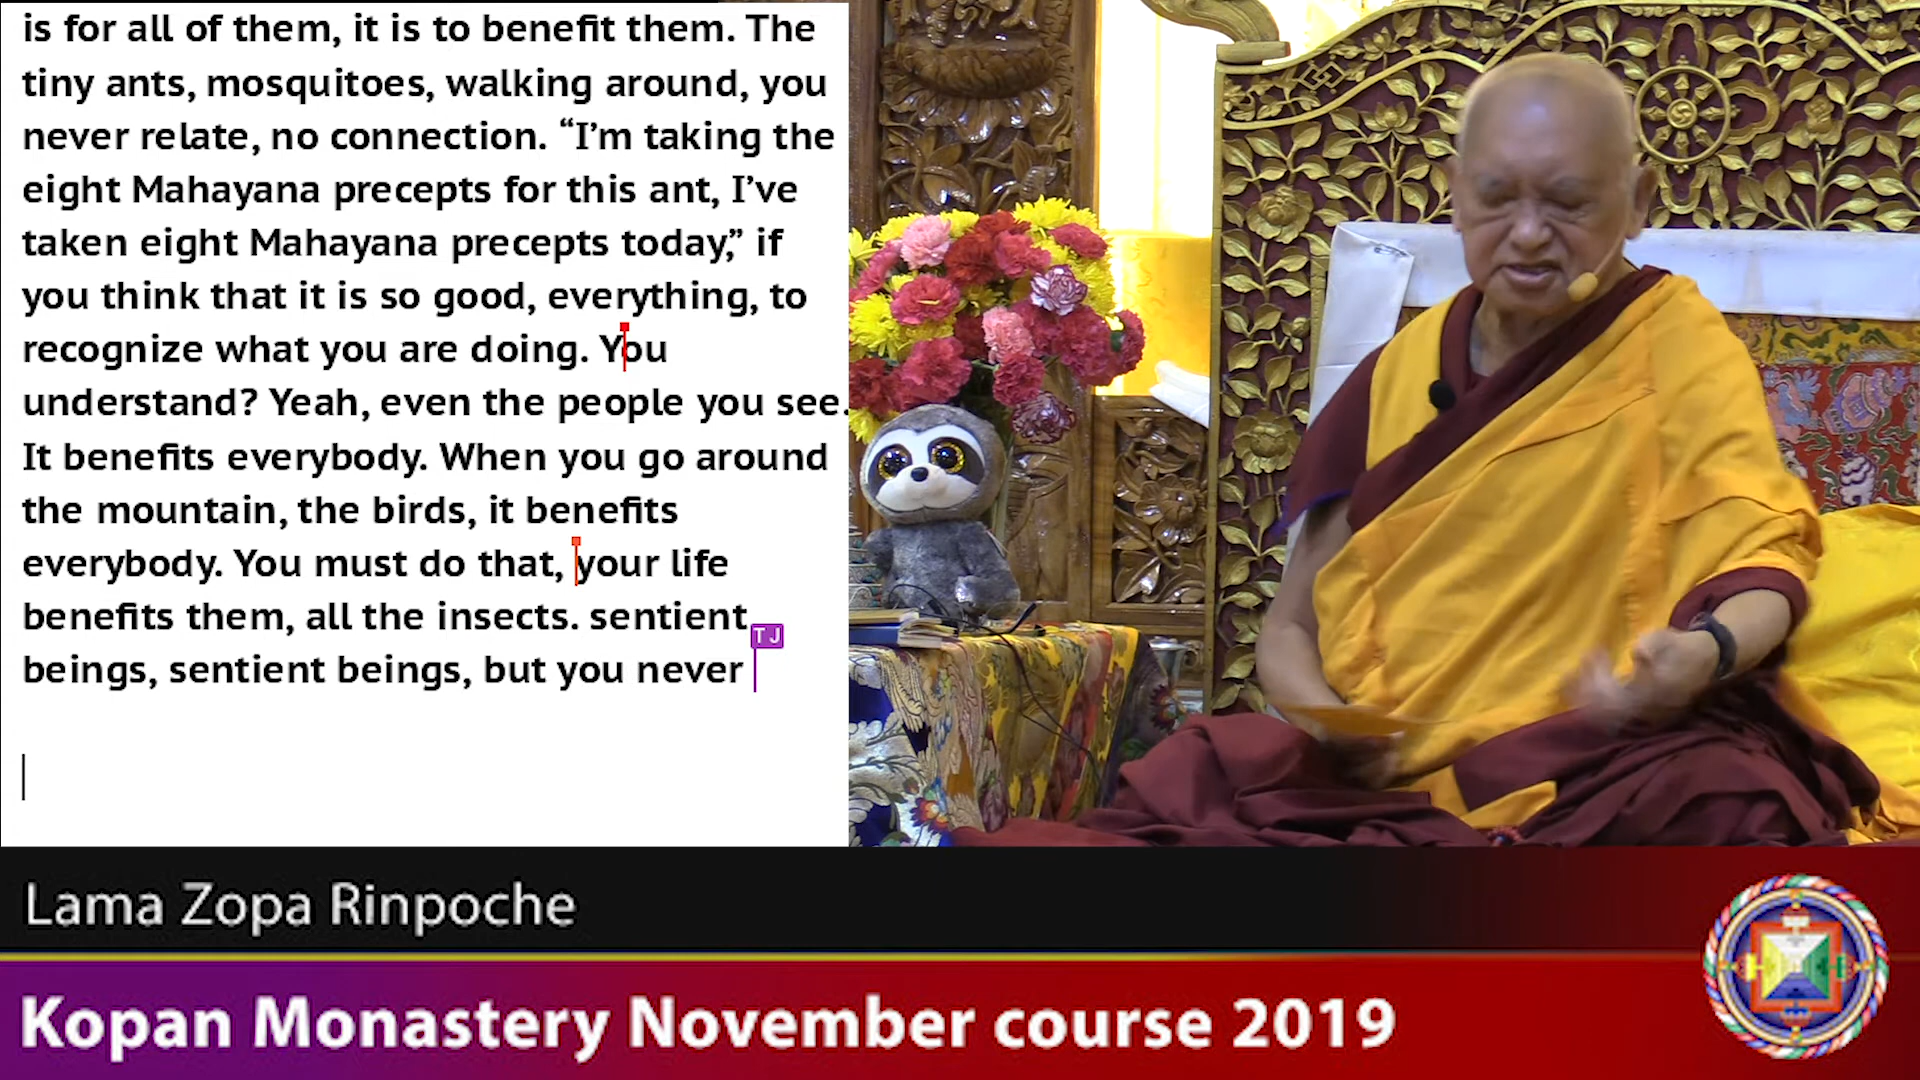 is for all of them, it is to benefit them. The
tiny ants, mosquitoes, walking around, you
never relate, no connection. “I’m taking the
eight Mahayana precepts for this ant, I’ve
taken eight Mahayana precepts today,” if
you think that it is so good, everything, to
recognize what you are doing. You
understand? Yeah, even the people you see.
It benefits everybody. When you go around
the mountain, the birds, it benefits
everybody. You must do that, your life
benefits them, all the insects. sentient
beings, sentient beings, but you never
TJ
Lama Zopa Rinpoche
Kopan Monastery November course 2019